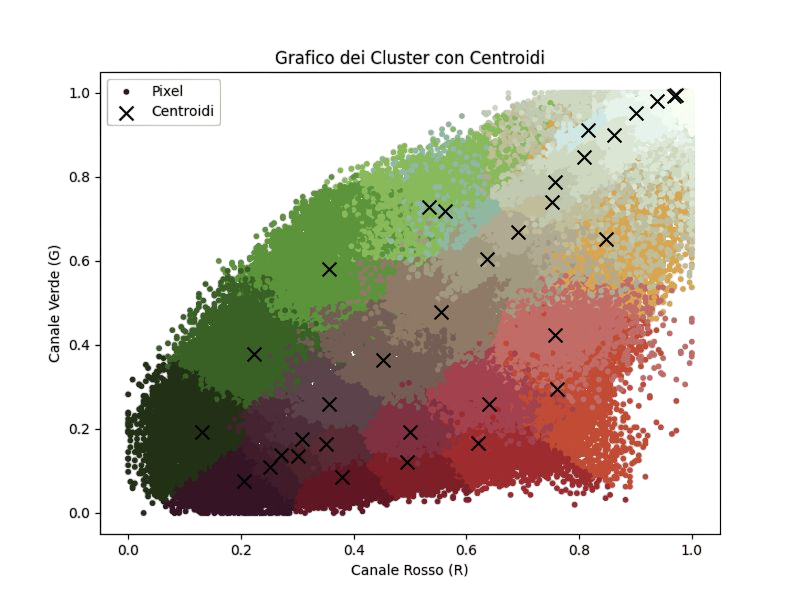 Grafico dei Cluster con Centroidi
Pixel
Centroidi
Canale Verde (G)
1.0
0.8
0.6
0.4
0.2
0.0
0.0 0.2 0.4 0.6 0.8 1.0
Canale Rosso (R)